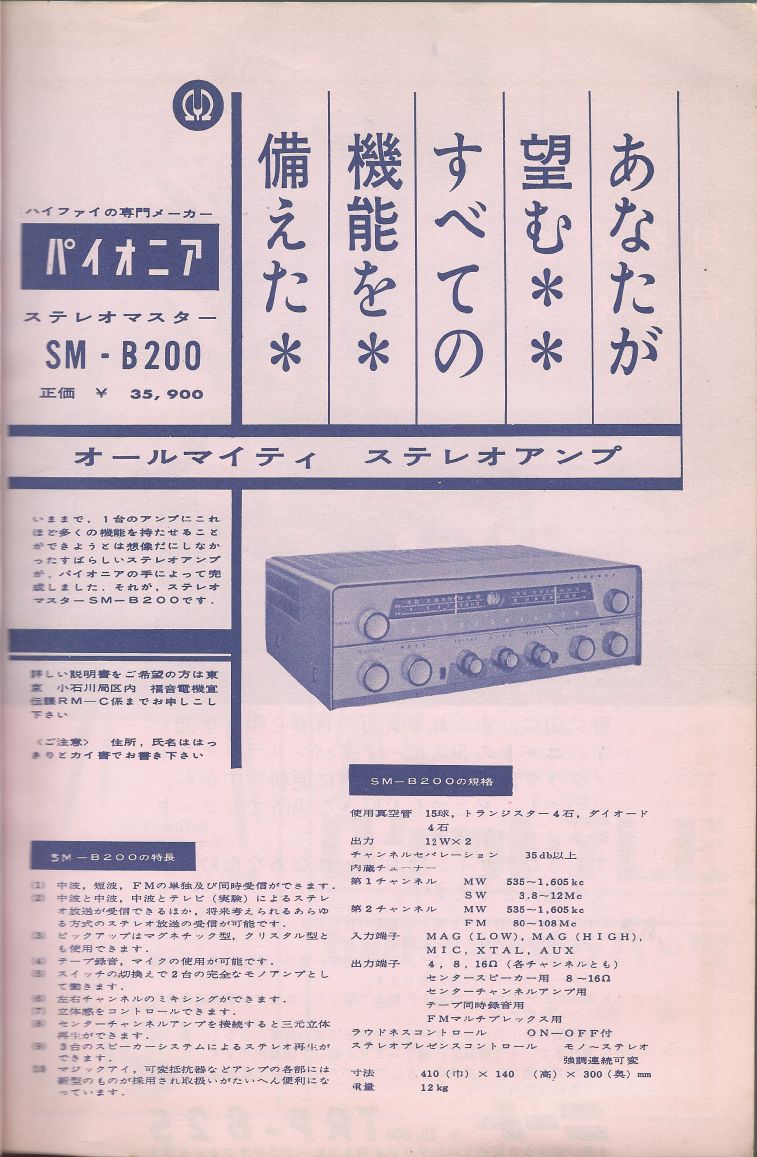 あなたが
望む**
すべての
機能を*
備えた*
ハイファイの専門メーカー
パイオニア
ステレオマスター
SM-B200
正価 ¥ 35,900
オールマイティ ステレオアンプ
いままで，1台のアンプにこれ
ほど多くの機能を持たせること
ができようとは想像だにしなか
ったすばらしいステレオアンプ
が，パイオニアの手によって完
成しました．それが，ステレオ
マスターSM-B200です．
詳しい説明書をご希望の方は東
京 小石川局区内 福音電機宣
伝課RM-C係までお申しこし
下さい
〈ご注意〉 住所，氏名ははっ
きりとカイ書でお書き下さい
SM-B200の特長
(1) 中波，短波，FMの単独及び同時受信ができます．
(2) 中波と中波，中波とテレビ（実験）によるステレ
オ放送が受信できるほか，将来考えられるあらゆ
る方式のステレオ放送の受信が可能です．
(3) ピックアップはマグネチック型，クリスタル型と
も使用できます．
(4) テープ録音，マイクの使用が可能です．
(5) スイッチの切換えで2台の完全なモノアンプとし
て働きます．
(6) 左右チャンネルのミキシングができます．
(7) 立体感をコントロールできます．
(8) センターチャンネルアンプを接続すると三元立体
再生ができます．
(9) 3台のスピーカーシステムによるステレオ再生が
できます．
(10) マジックアイ，可変抵抗器などアンプの各部には
新型のものが採用され取扱いがたいへん便利にな
っています．
SM-B200の規格
使用真空管 15球，トランジスター4石，ダイオード
4石
出力 12W×2
チャンネルセパレーション 35db以上
内蔵チューナー
第1チャンネル MW 535~1,605kc
SW 3.8~12Mc
第2チャンネル MW 535~1,605kc
FM 80~108Mc
入力端子 MAG (LOW), MAG (HIGH),
MIC, XTAL, AUX
出力端子 4，8，16Ω（各チャンネルとも）
センタースピーカー用 8~16Ω
センターチャンネルアンプ用
テープ同時録音用
FMマルチプレックス用
ラウドネスコントロール ON-OFF付
ステレオプレゼンスコントロール モノ~ステレオ
強調連続可変
寸法 410（巾）× 140 （高）× 300（奥）mm
重量 12kg